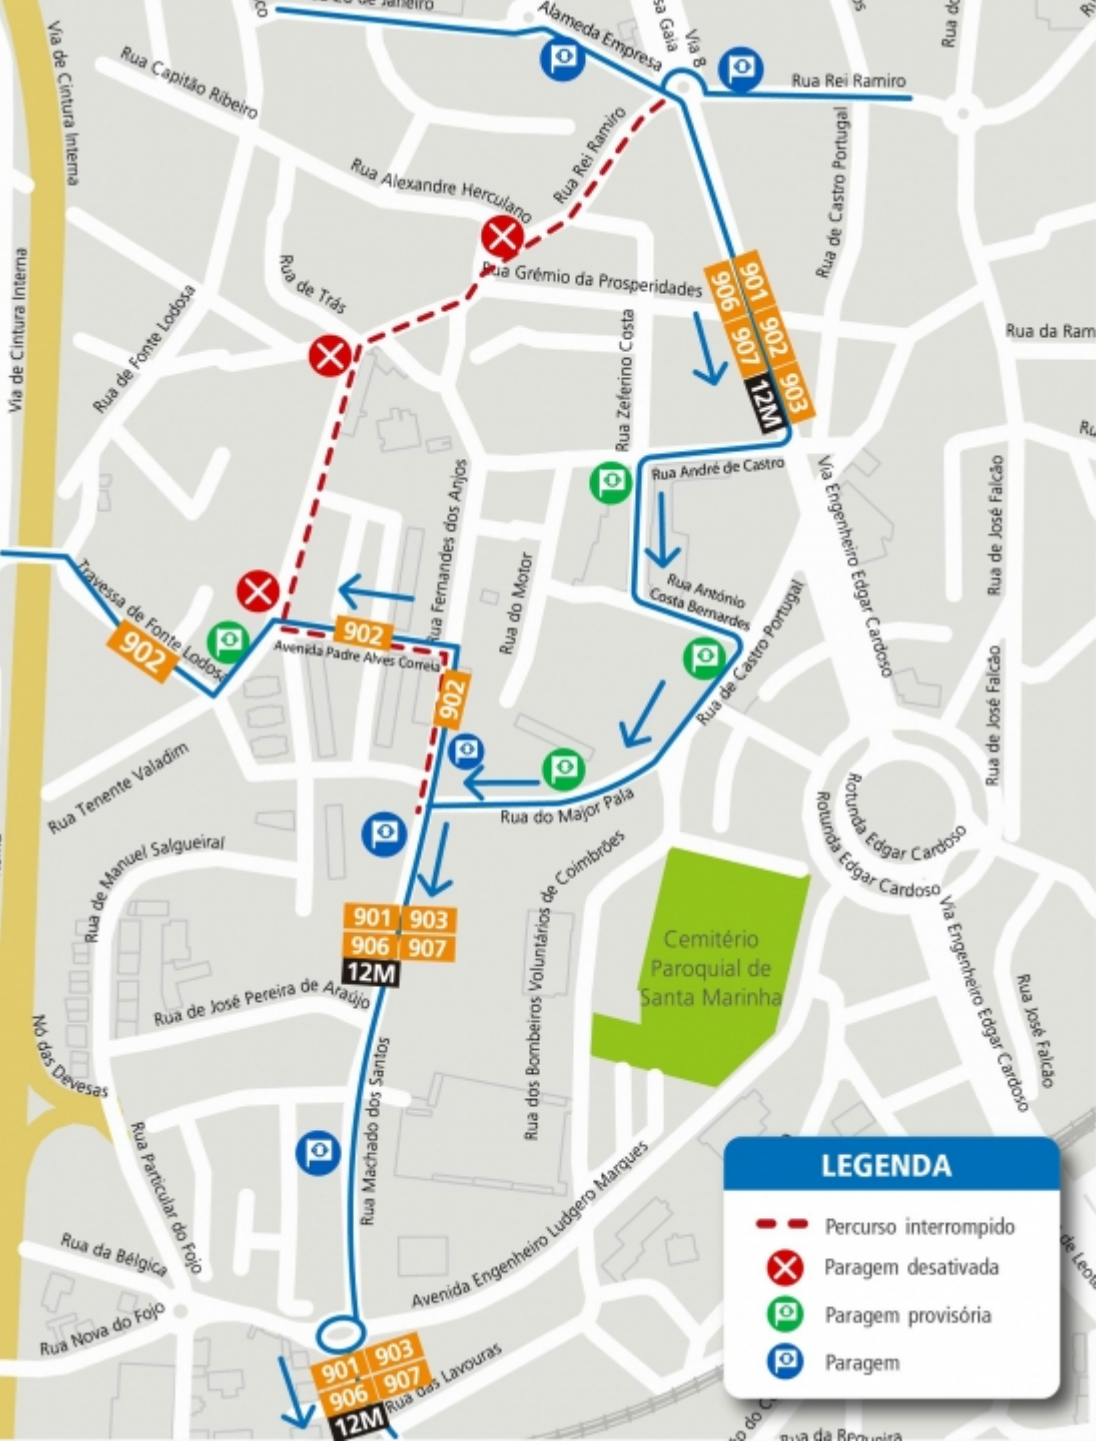 20 de Janeiro
Alameda Empresa
Via 8
Rua Rei Ramiro
Via de Cintura Interna
Rua Capitão Ribeiro
Rua Rei Ramiro
Rua Alexandre Herculano
Rua de Castro Portugal
Via de Cintura Interna
Rua de Trás
Rua Grémio da Prosperidades
901
906
902
907
903
12M
Rua de Fonte Lodosa
Rua Zeferino Costa
Rua André de Castro
Rua Fernandes dos Anjos
Via Engenheiro Edgar Cardoso
Rua de José Falcão
Rua do Motor
Rua António
Costa Bernardes
Travessa de Fonte Lodosa
902
902
Avenida Padre Alves Correia
902
Rua de Castro Portugal
Rua de José Falcão
Rua Tenente Valadim
Rua do Major Pala
Rotunda Edgar Cardoso
Rotunda Edgar Cardoso
Rua de Manuel Salgueiral
Rua dos Bombeiros Voluntários de Coimbrões
901 903
906 907
12M
Cemitério
Paroquial de
Santa Marinha
Via Engenheiro Edgar Cardoso
Rua José Falcão
Rua de José Pereira de Araújo
Nó das Devesas
Rua Machado dos Santos
Rua Particular do Fojo
Avenida Engenheiro Ludgero Marques
Rua da Bélgica
Rua Nova do Fojo
901 903
906 907
12M
Rua das Lavouras
LEGENDA
Percurso interrompido
Paragem desativada
Paragem provisória
Paragem